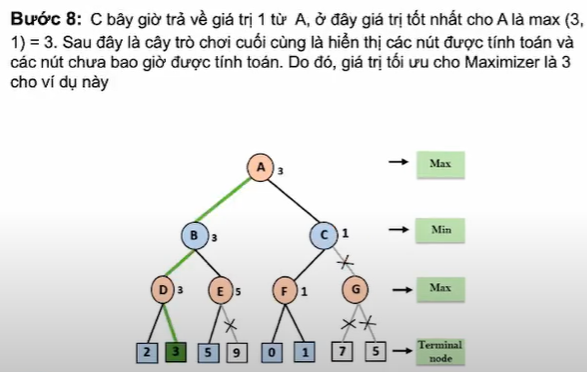 Bước 8: C bây giờ trả về giá trị 1 từ A, ở đây giá trị tốt nhất cho A là max (3,
1) = 3. Sau đây là cây trò chơi cuối cùng là hiển thị các nút được tính toán và
các nút chưa bao giờ được tính toán. Do đó, giá trị tối ưu cho Maximizer là 3
cho ví dụ này
A 3 Max
B 3 C 1 Min
D 3 E 5 F 1 G Max
2 3 5 9 0 1 7 5 Terminal
node